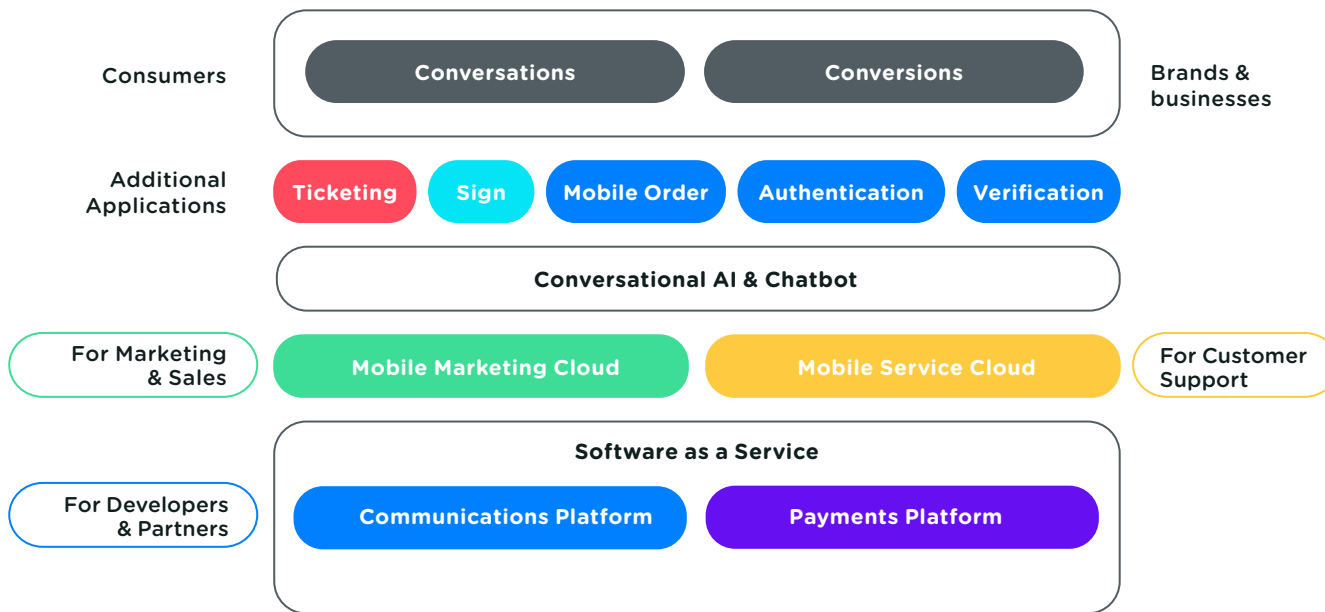 Consumers
Conversations
Conversions
Brands &
businesses
Additional
Applications
Ticketing
Sign
Mobile Order
Authentication
Verification
Conversational AI & Chatbot
For Marketing
& Sales
Mobile Marketing Cloud
Mobile Service Cloud
For Customer
Support
Software as a Service
For Developers
& Partners
Communications Platform
Payments Platform